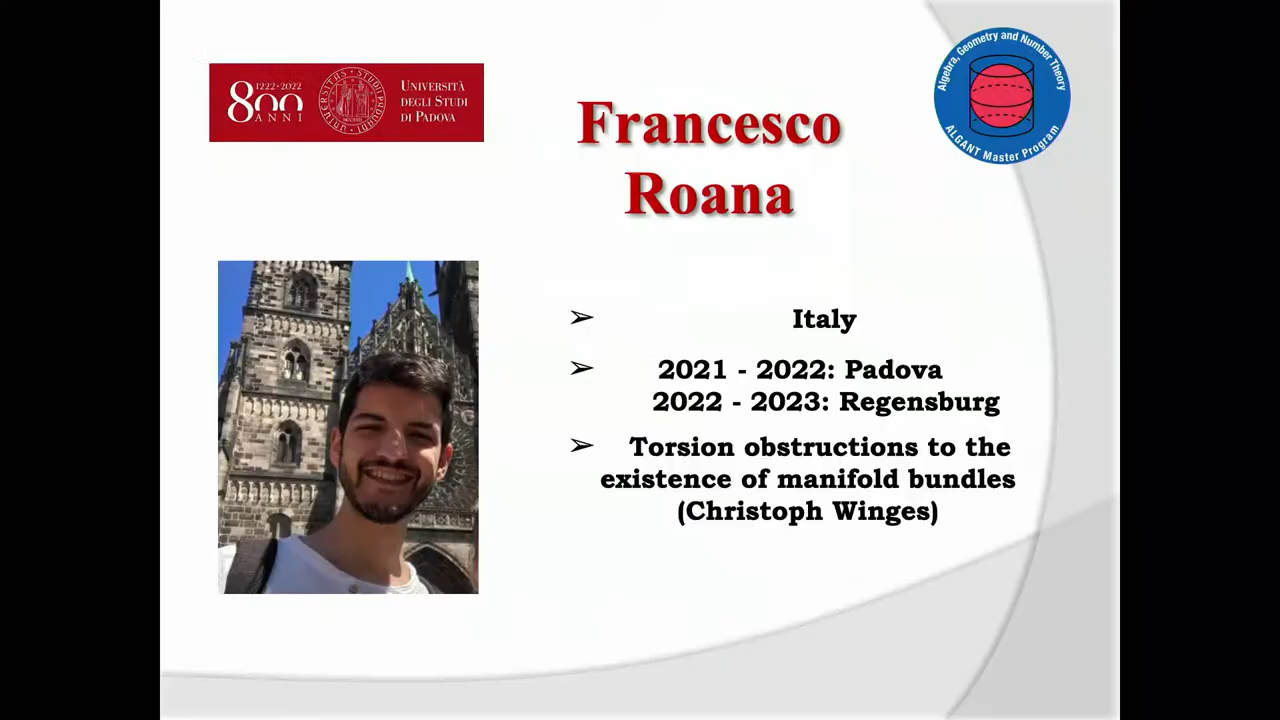 1222·2022
800
ANNI
UNIVERSITÀ
DEGLI STUDI
DI PADOVA
Algebra, Geometry and Number Theory
ALGANT Master Program
Francesco
Roana
➢ Italy
➢ 2021 - 2022: Padova
2022 - 2023: Regensburg
➢ Torsion obstructions to the
existence of manifold bundles
(Christoph Winges)